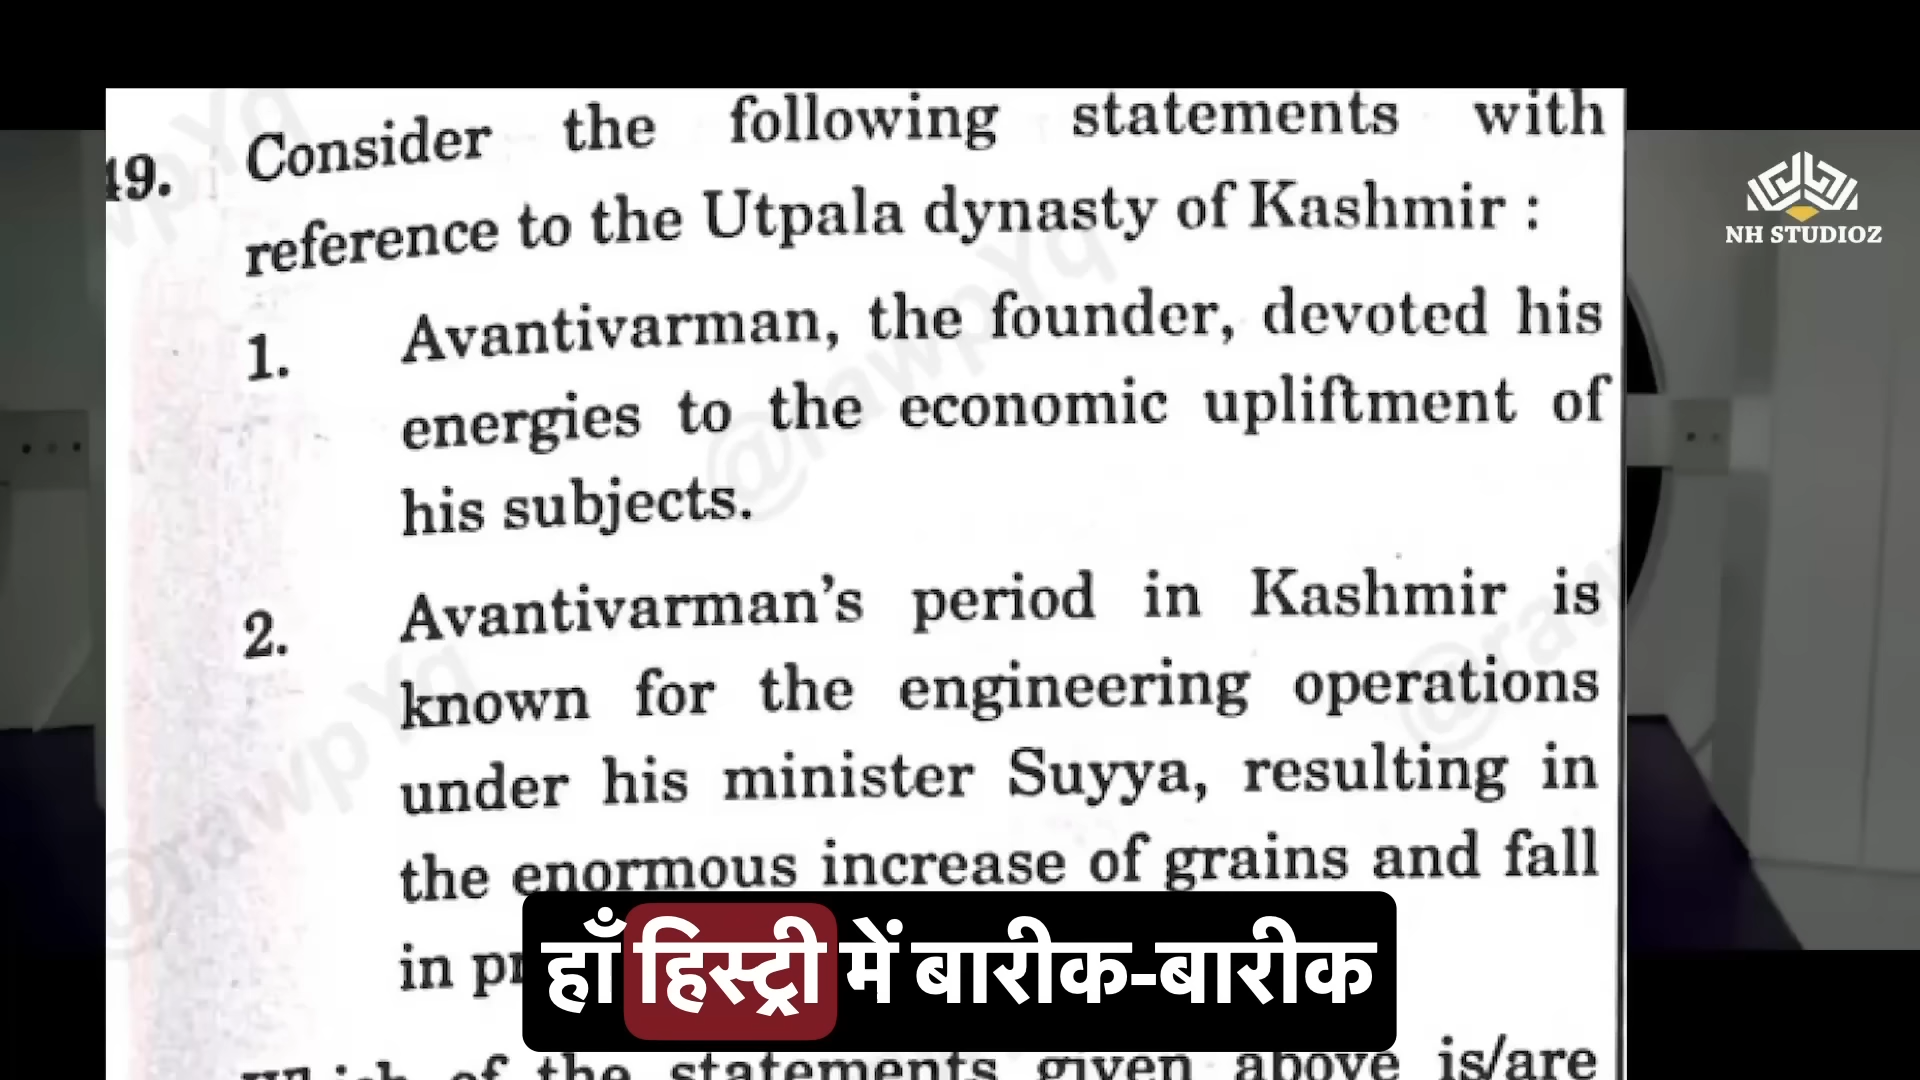 19. Consider the following statements with
reference to the Utpala dynasty of Kashmir :
1. Avantivarman, the founder, devoted his
energies to the economic upliftment of
his subjects.
2. Avantivarman's period in Kashmir is
known for the engineering operations
under his minister Suyya, resulting in
the enormous increase of grains and fall
in
हाँ हिस्ट्री में बारीक-बारीक
of the statements given above is/are
NH STUDIOZ